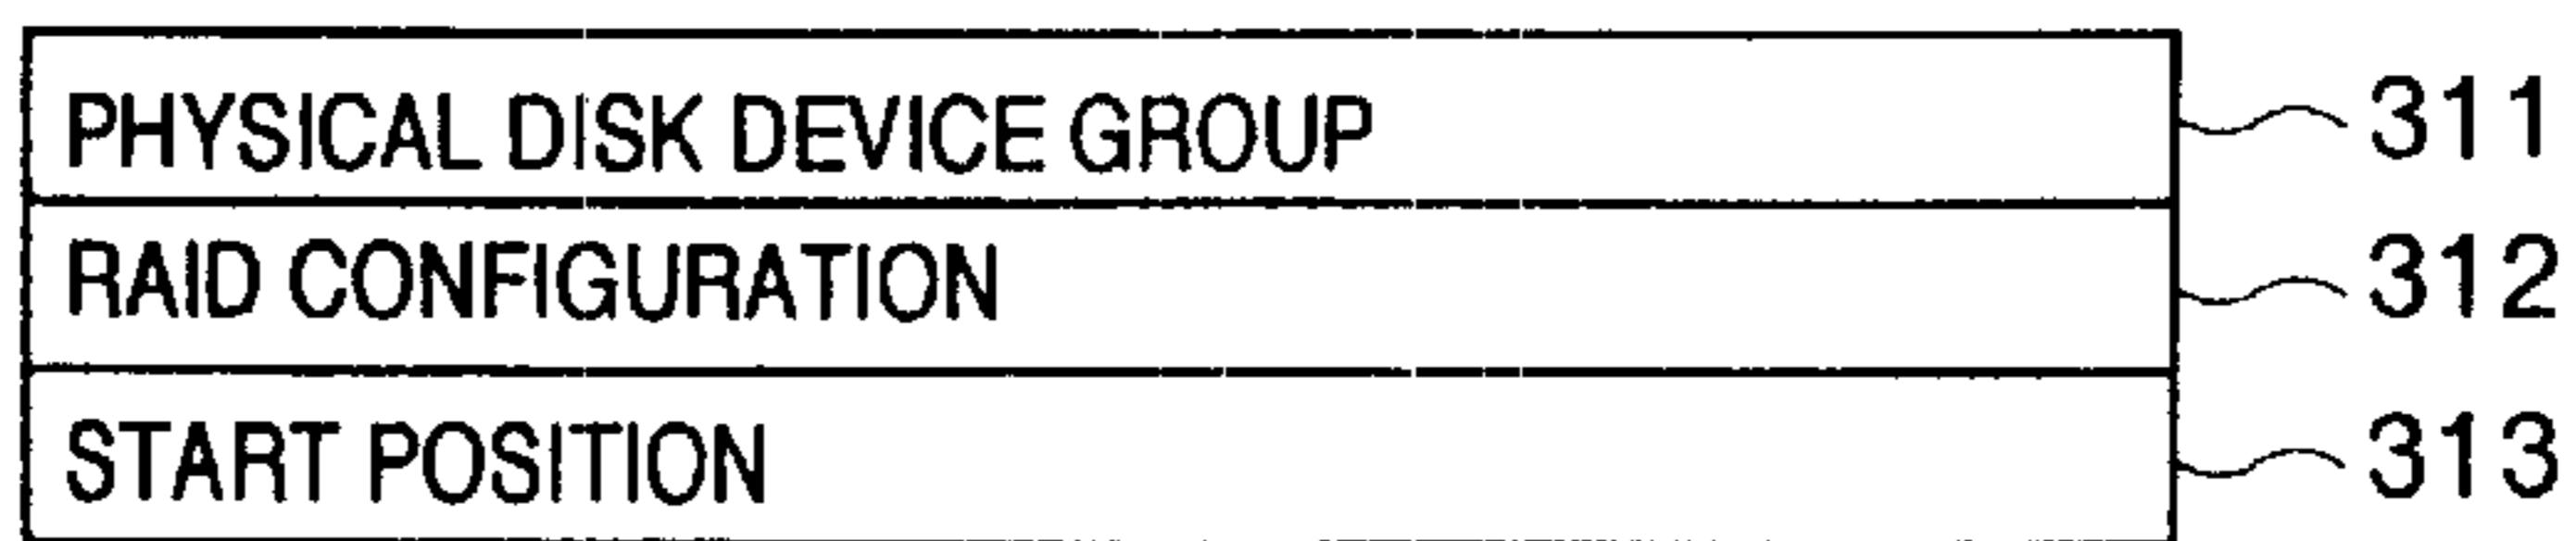 PHYSICAL DISK DEVICE GROUP 311
RAID CONFIGURATION 312
START POSITION 313